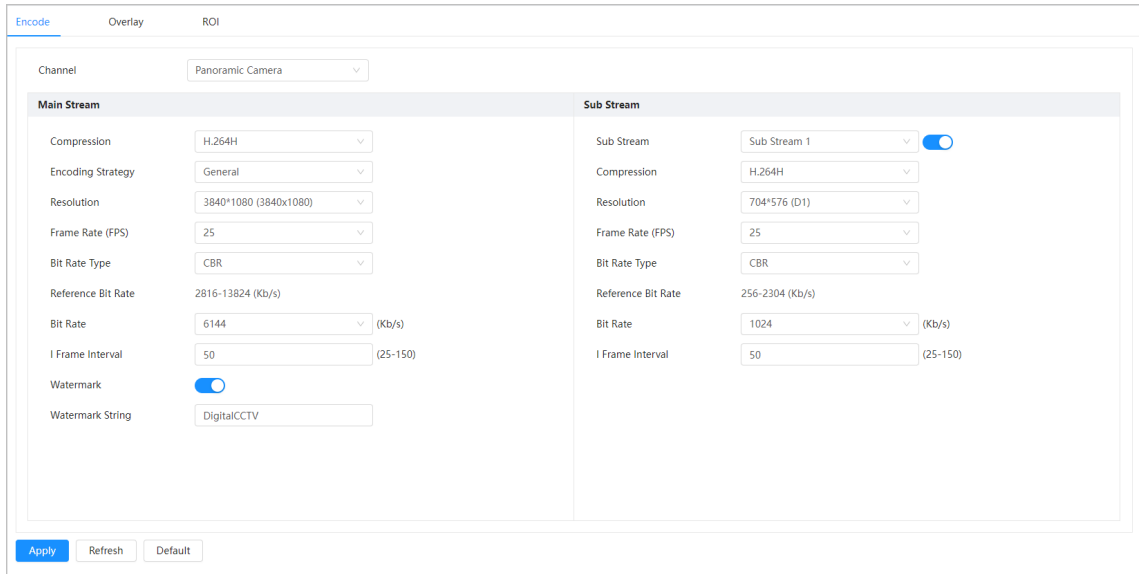 Encode Overlay ROI
Channel Panoramic Camera
Main Stream
Compression H.264H
Encoding Strategy General
Resolution 3840*1080 (3840x1080)
Frame Rate (FPS) 25
Bit Rate Type CBR
Reference Bit Rate 2816-13824 (Kb/s)
Bit Rate 6144 (Kb/s)
I Frame Interval 50 (25-150)
Watermark
Watermark String DigitalCCTV
Sub Stream
Sub Stream Sub Stream 1
Compression H.264H
Resolution 704*576 (D1)
Frame Rate (FPS) 25
Bit Rate Type CBR
Reference Bit Rate 256-2304 (Kb/s)
Bit Rate 1024 (Kb/s)
I Frame Interval 50 (25-150)
Apply Refresh Default